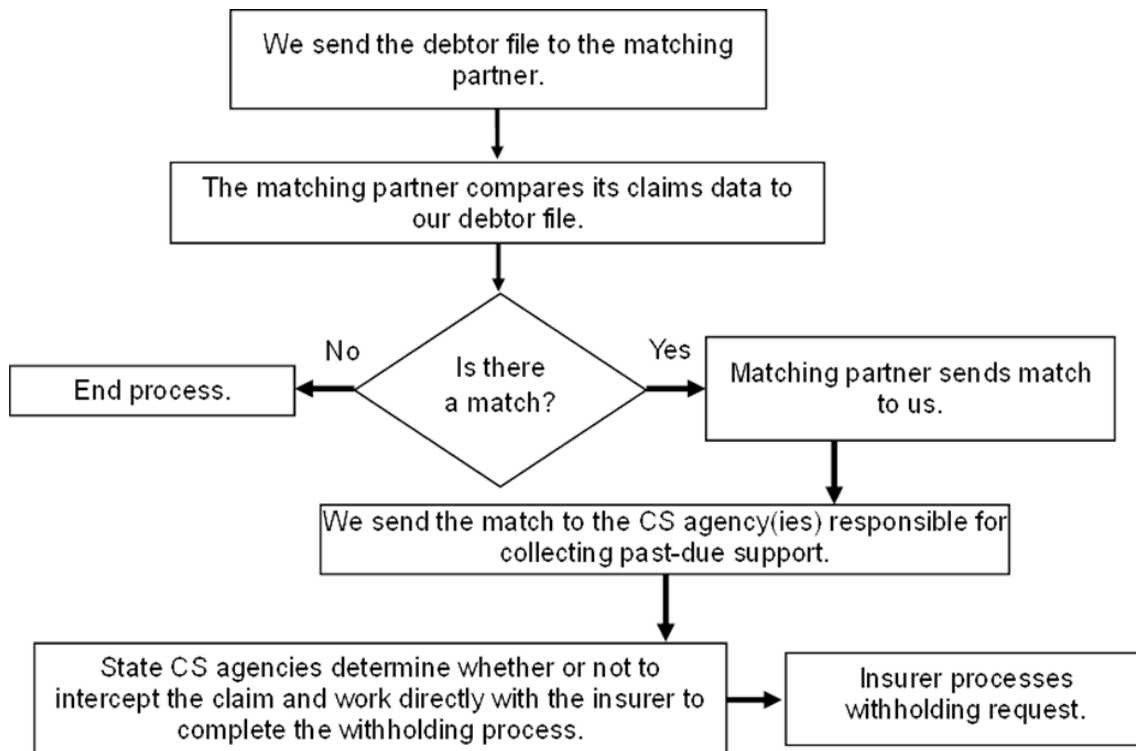 We send the debtor file to the matching
partner.
The matching partner compares its claims data to
our debtor file.
No
Yes
Is there
a match?
End process.
Matching partner sends match
to us.
We send the match to the CS agency(ies) responsible for
collecting past-due support.
State CS agencies determine whether or not to
intercept the claim and work directly with the insurer to
complete the withholding process.
Insurer processes
withholding request.